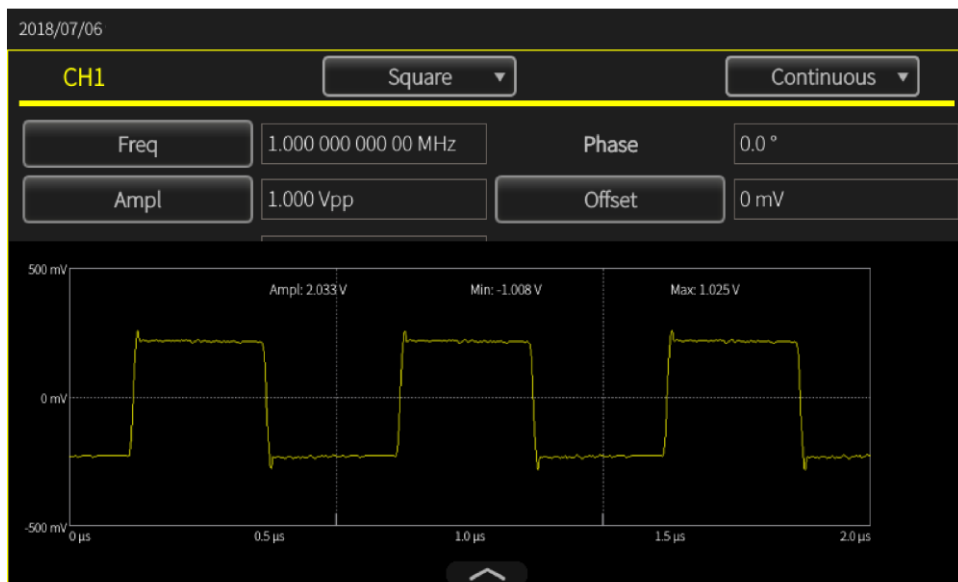 2018/07/06
CH1 Square Continuous
Freq 1.000 000 000 00 MHz Phase 0.0 °
Ampl 1.000 Vpp Offset 0 mV
500 mV
Ampl: 2.033 V Min: -1.008 V Max: 1.025 V
0 mV
-500 mV
0 µs 0.5 µs 1.0 µs 1.5 µs 2.0 µs